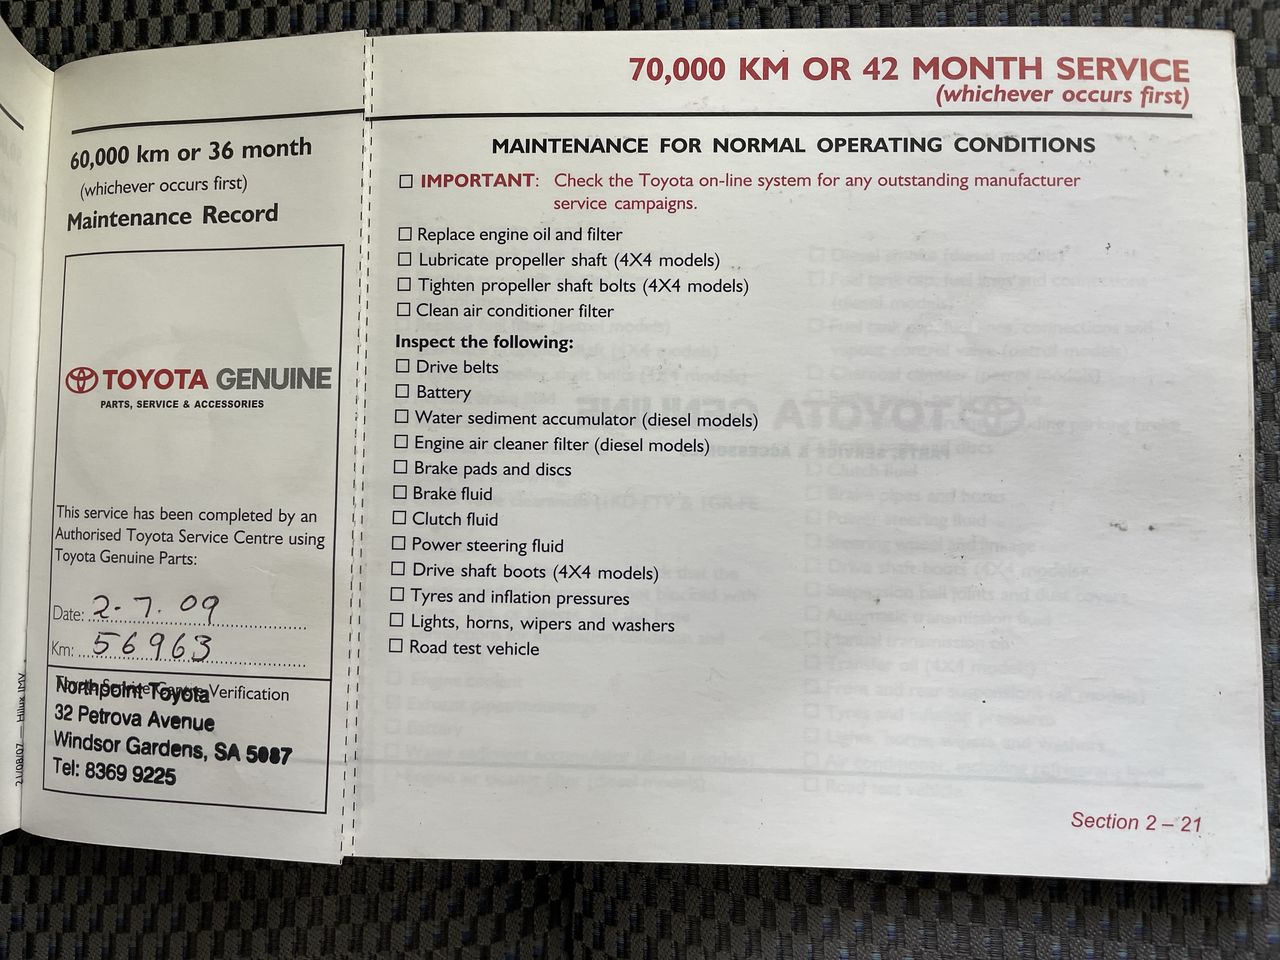 60,000 km or 36 month
(whichever occurs first)
Maintenance Record
TOYOTA GENUINE
PARTS, SERVICE & ACCESSORIES
This service has been completed by an
Authorised Toyota Service Centre using
Toyota Genuine Parts:
Date: 2-7.09
Km: 56963
Verification
Northpoint Toyota
32 Petrova Avenue
Windsor Gardens, SA 5087
Tel: 8369 9225
21/08/07 — Hilux IMV
70,000 KM OR 42 MONTH SERVICE
(whichever occurs first)
MAINTENANCE FOR NORMAL OPERATING CONDITIONS
IMPORTANT: Check the Toyota on-line system for any outstanding manufacturer
service campaigns.
Replace engine oil and filter
Lubricate propeller shaft (4X4 models)
Tighten propeller shaft bolts (4X4 models)
Clean air conditioner filter
Inspect the following:
Drive belts
Battery
Water sediment accumulator (diesel models)
Engine air cleaner filter (diesel models)
Brake pads and discs
Brake fluid
Clutch fluid
Power steering fluid
Drive shaft boots (4X4 models)
Tyres and inflation pressures
Lights, horns, wipers and washers
Road test vehicle
Section 2 – 21